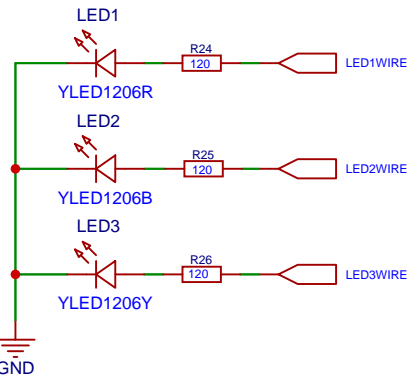 LED1
R24
120
LED1WIRE
YLED1206R
LED2
R25
120
LED2WIRE
YLED1206B
LED3
R26
120
LED3WIRE
YLED1206Y
GND